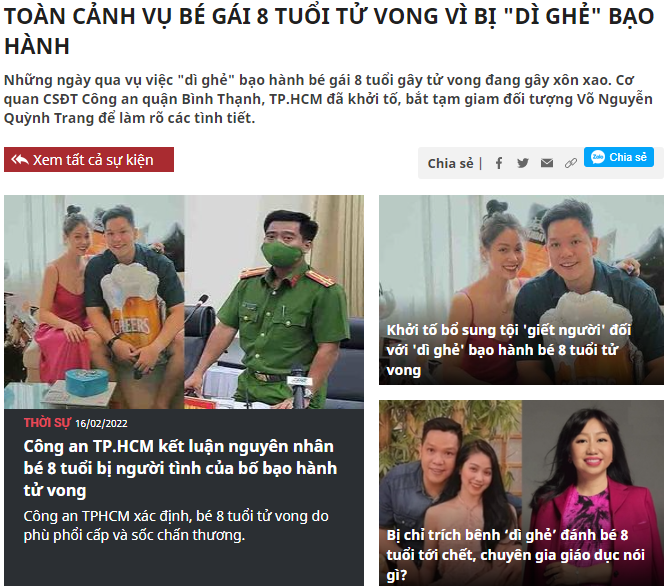 TOÀN CẢNH VỤ BÉ GÁI 8 TUỔI TỬ VONG VÌ BỊ "DÌ GHẺ" BẠO
HÀNH
Những ngày qua vụ việc "dì ghẻ" bạo hành bé gái 8 tuổi gây tử vong đang gây xôn xao. Cơ
quan CSĐT Công an quận Bình Thạnh, TP.HCM đã khởi tố, bắt tạm giam đối tượng Võ Nguyễn
Quỳnh Trang để làm rõ các tình tiết.
Xem tất cả sự kiện
Chia sẻ |
Zalo Chia sẻ
CHEERS
THỜI SỰ 16/02/2022
Công an TP.HCM kết luận nguyên nhân
bé 8 tuổi bị người tình của bố bạo hành
tử vong
Công an TPHCM xác định, bé 8 tuổi tử vong do
phù phổi cấp và sốc chấn thương.
Khởi tố bổ sung tội 'giết người' đối
với 'dì ghẻ' bạo hành bé 8 tuổi tử
vong
Bị chỉ trích bênh ‘dì ghẻ’ đánh bé 8
tuổi tới chết, chuyên gia giáo dục nói
gì?